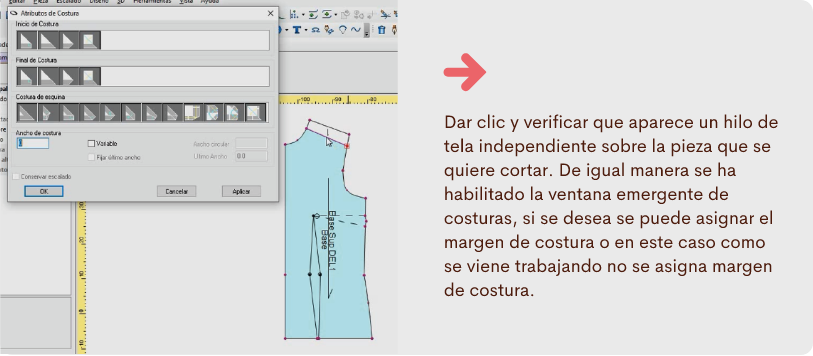 Editar Pieza Escalado Diseño 3D Herramientas Vista Ayuda
Atributos de Costura
Inicio de Costura
Final de Costura
Costura de esquina
Ancho de costura
Variable
Ancho circular
Fijar último ancho
Último Ancho
0.0
Conservar escalado
OK Cancelar Aplicar
Base Sup DEL1
Base
Dar clic y verificar que aparece un hilo de
tela independiente sobre la pieza que se
quiere cortar. De igual manera se ha
habilitado la ventana emergente de
costuras, si se desea se puede asignar el
margen de costura o en este caso como
se viene trabajando no se asigna margen
de costura.